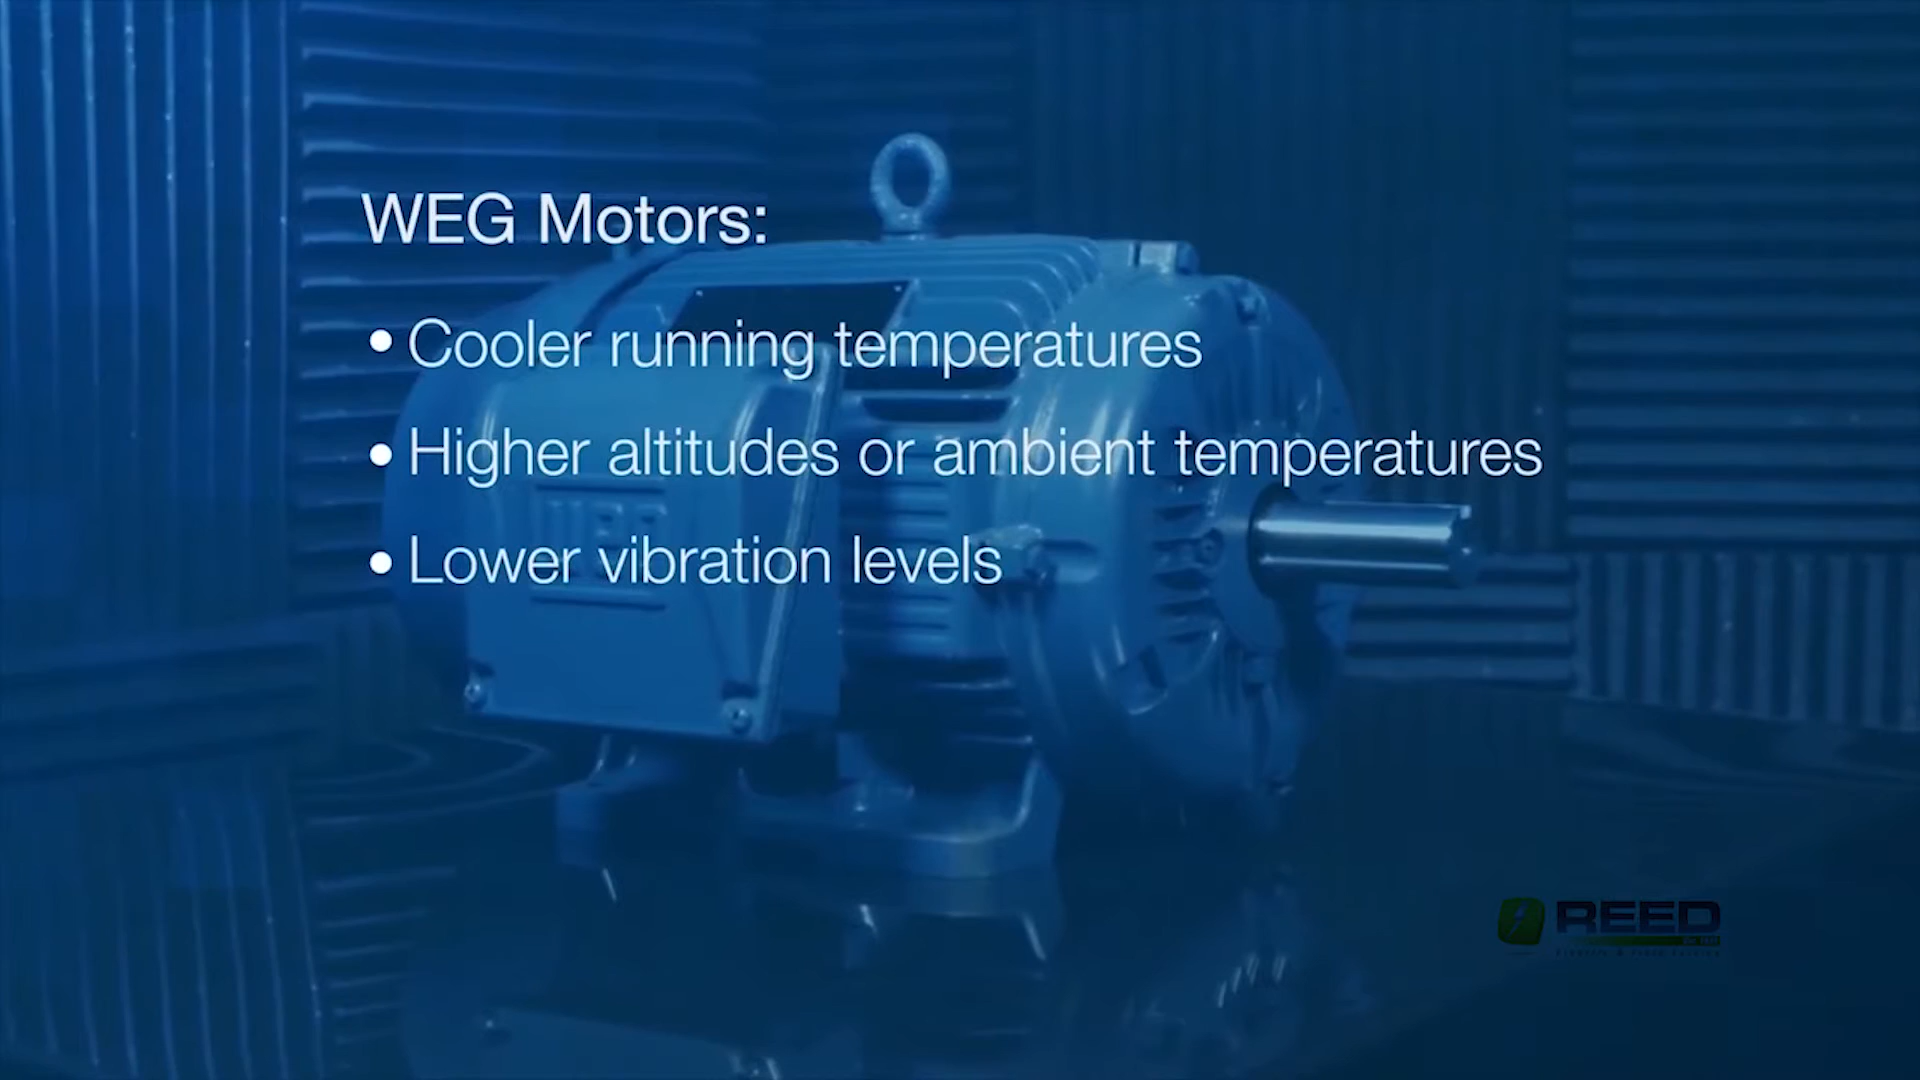 WEG Motors:
• Cooler running temperatures
• Higher altitudes or ambient temperatures
• Lower vibration levels
REED